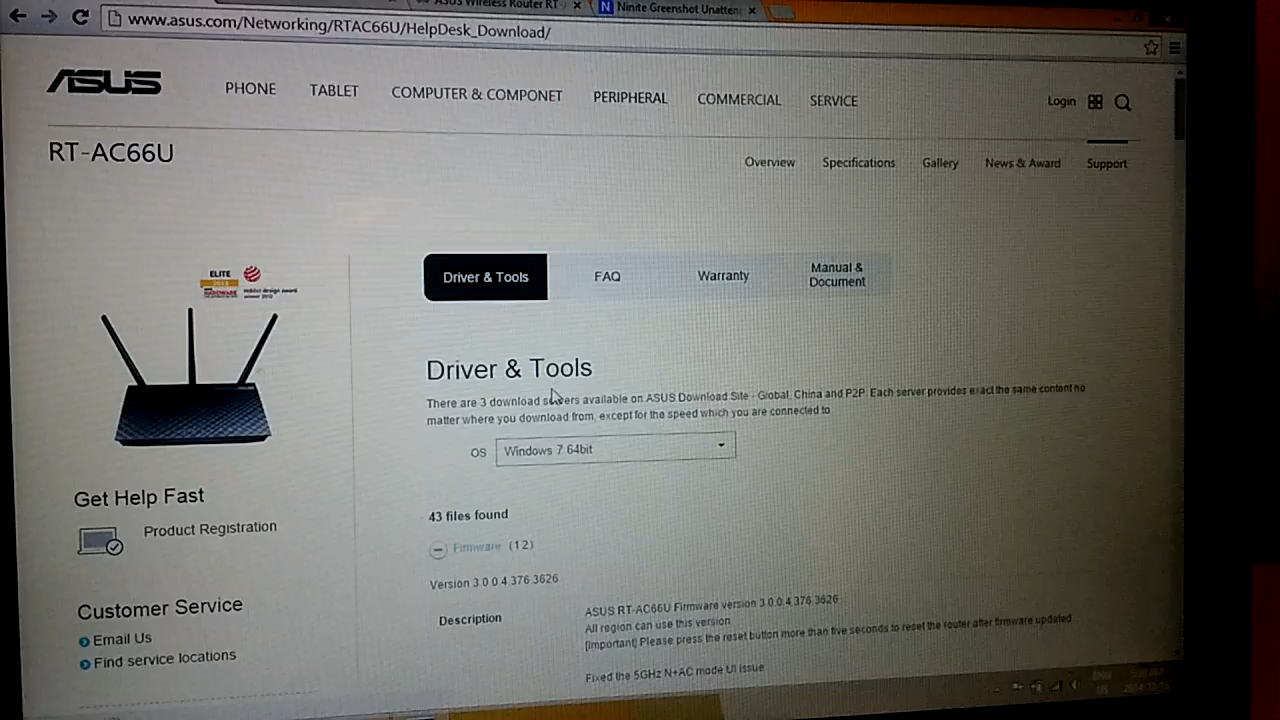 ASUS Wireless Router RT-
Ninite Greenshot Unatten
www.asus.com/Networking/RTAC66U/HelpDesk_Download/
ASUS
PHONE TABLET COMPUTER & COMPONET PERIPHERAL COMMERCIAL SERVICE Login
RT-AC66U
Overview Specifications Gallery News & Award Support
ELITE
Driver & Tools FAQ Warranty Manual & Document
Driver & Tools
There are 3 download servers available on ASUS Download Site - Global, China and P2P. Each server provides exact the same content no
matter where you download from, except for the speed which you are connected to
OS Windows 7 64bit
Get Help Fast
Product Registration
43 files found
Firmware (12)
Version 3.0.0.4.376.3626
Description
ASUS RT-AC66U Firmware version 3.0.0.4.376.3626
All region can use this version
[Important] Please press the reset button more than five seconds to reset the router after firmware updated.
Fixed the 5GHz N+AC mode UI issue
Customer Service
Email Us
Find service locations